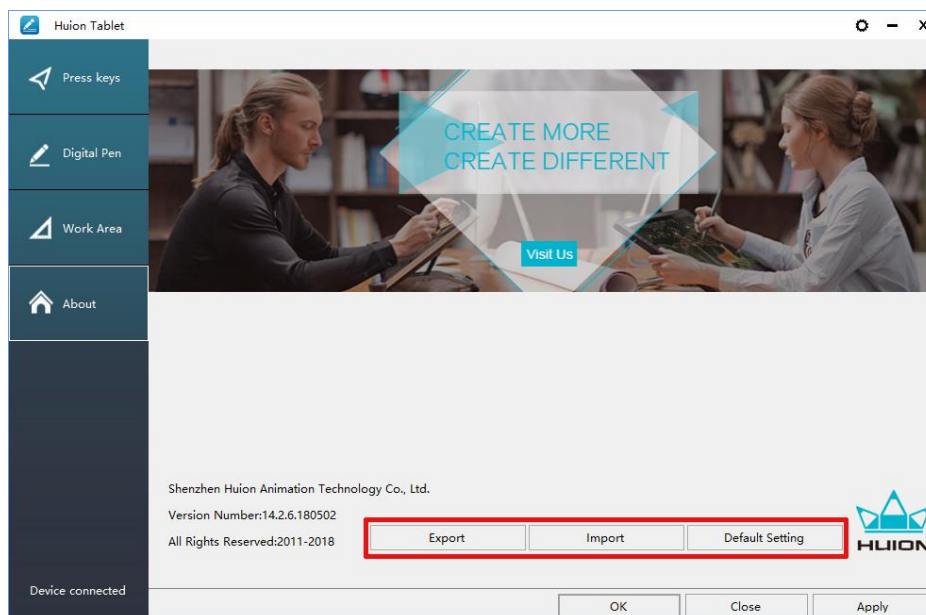 Huion Tablet
Press keys
Digital Pen
Work Area
About
CREATE MORE
CREATE DIFFERENT
Visit Us
Shenzhen Huion Animation Technology Co., Ltd.
Version Number:14.2.6.180502
All Rights Reserved:2011-2018
Export Import Default Setting
HUION
Device connected
OK Close Apply